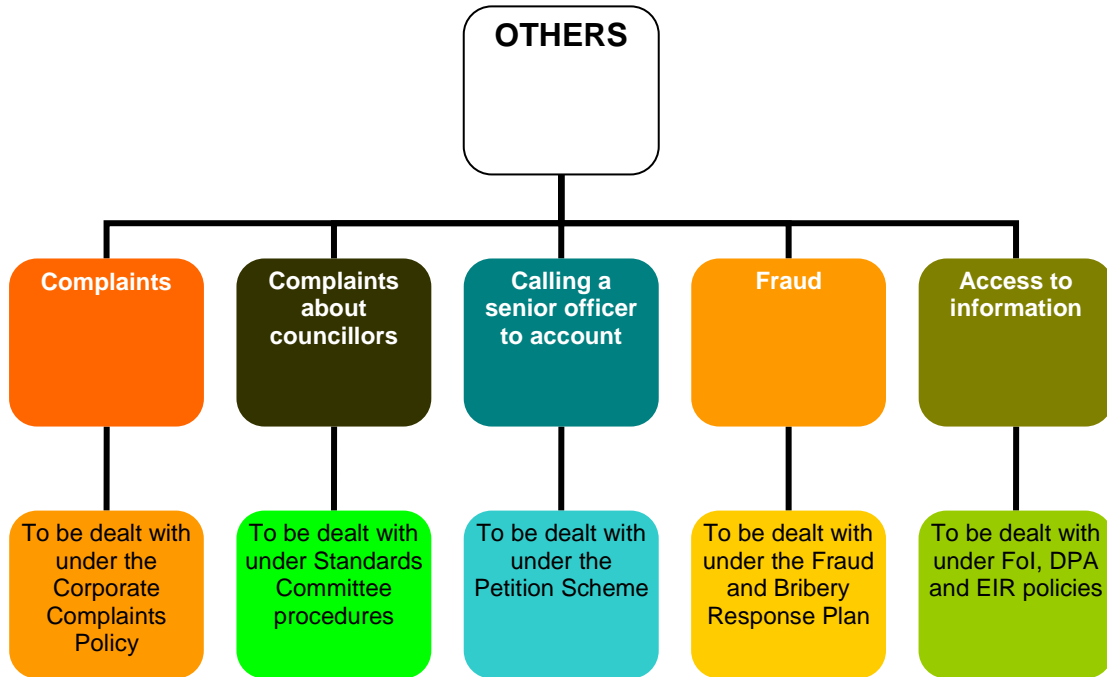 OTHERS
Complaints
Complaints
about
councillors
Calling a
senior officer
to account
Fraud
Access to
information
To be dealt with
under the
Corporate
Complaints
Policy
To be dealt with
under Standards
Committee
procedures
To be dealt with
under the
Petition Scheme
To be dealt with
under the Fraud
and Bribery
Response Plan
To be dealt with
under FoI, DPA
and EIR policies